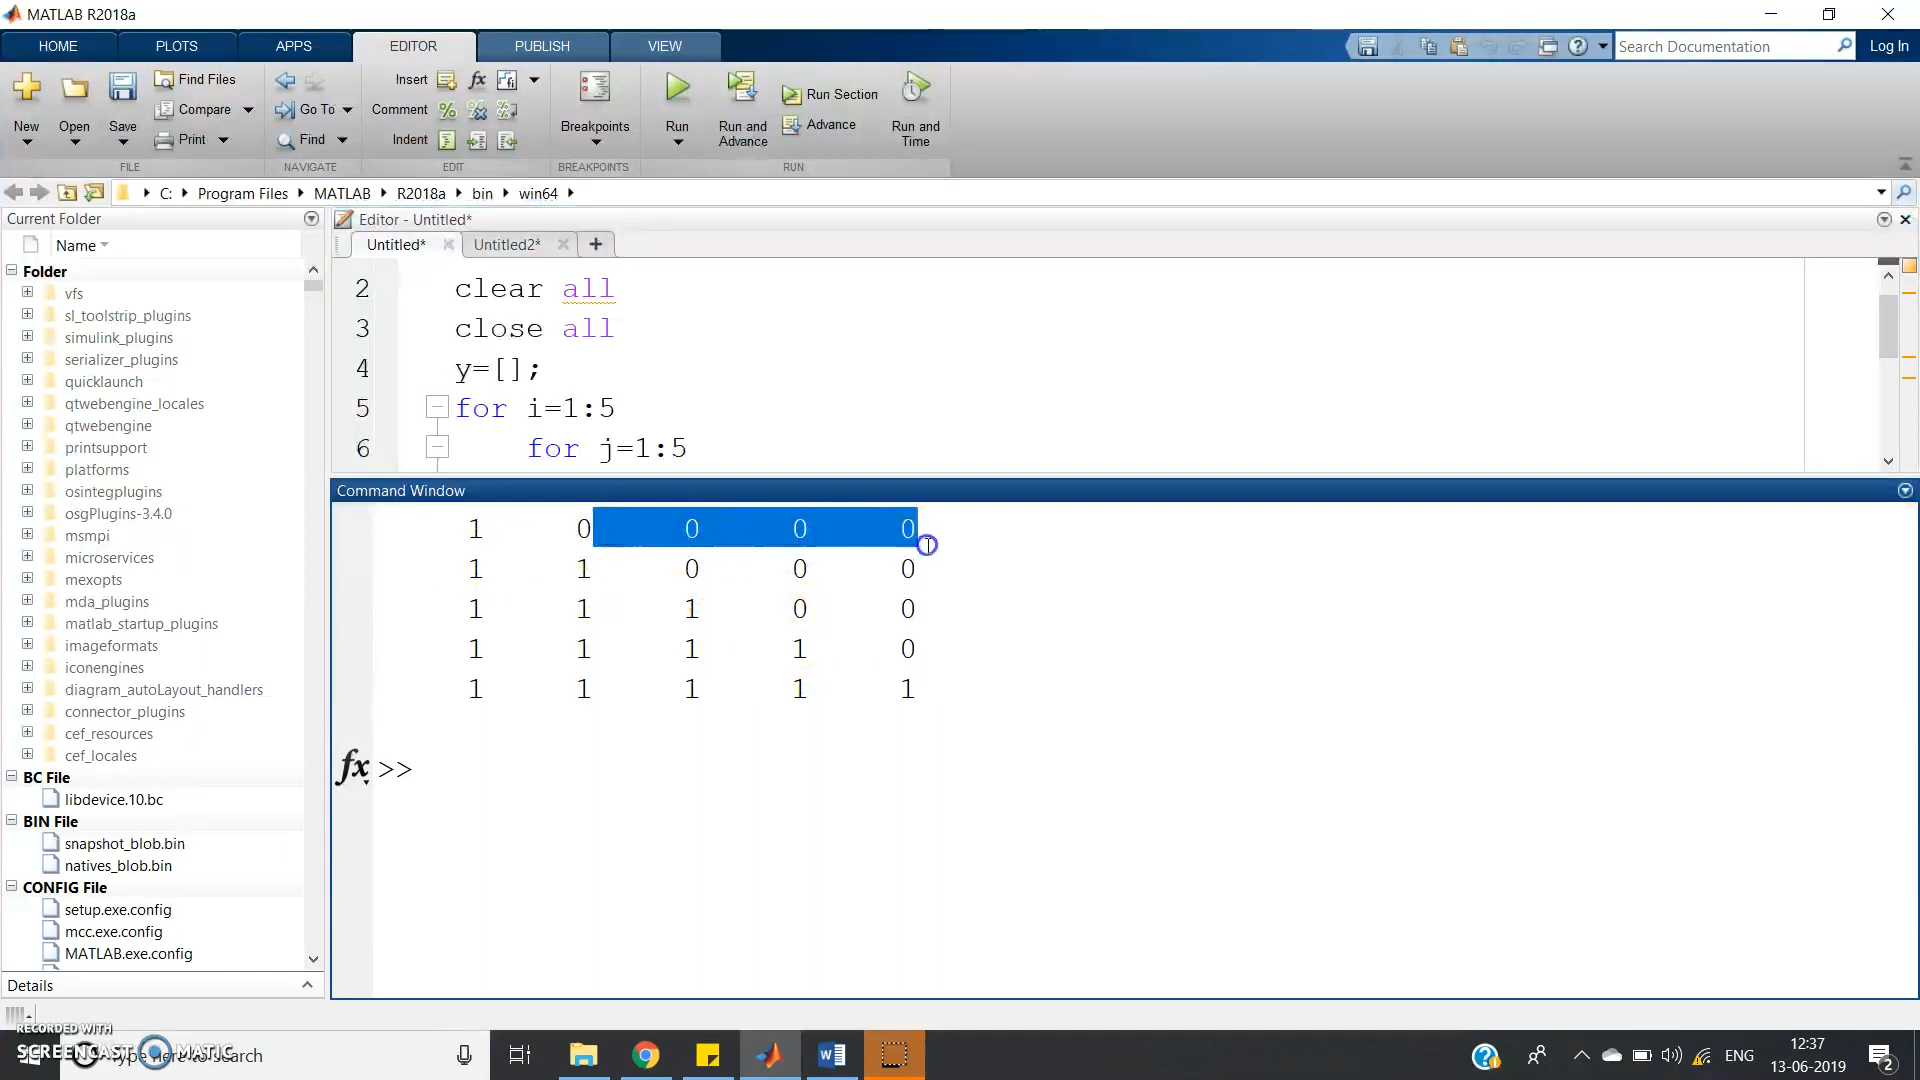 MATLAB R2018a
HOME PLOTS APPS EDITOR PUBLISH VIEW Search Documentation Log In
New Open Save Find Files Compare Print
Go To Find
Insert fx Comment Indent
Breakpoints Run Run and Advance Run Section Advance Run and Time
FILE NAVIGATE EDIT BREAKPOINTS RUN
C: Program Files MATLAB R2018a bin win64
Current Folder
Name
Folder
vfs
sl_toolstrip_plugins
simulink_plugins
serializer_plugins
quicklaunch
qtwebengine_locales
qtwebengine
printsupport
platforms
osintegplugins
osgPlugins-3.4.0
msmpi
microservices
mexopts
mda_plugins
matlab_startup_plugins
imageformats
iconengines
diagram_autoLayout_handlers
connector_plugins
cef_resources
cef_locales
BC File
libdevice.10.bc
BIN File
snapshot_blob.bin
natives_blob.bin
CONFIG File
setup.exe.config
mcc.exe.config
MATLAB.exe.config
Details
Editor - Untitled*
Untitled* Untitled2*
2 clear all
3 close all
4 y=[];
5 for i=1:5
6 for j=1:5
Command Window
1 0 0 0 0
1 1 0 0 0
1 1 1 0 0
1 1 1 1 0
1 1 1 1 1
fx >>
RECORDED WITH
SCREENCAST MATIC
Type here to search
ENG
12:37
13-06-2019
2